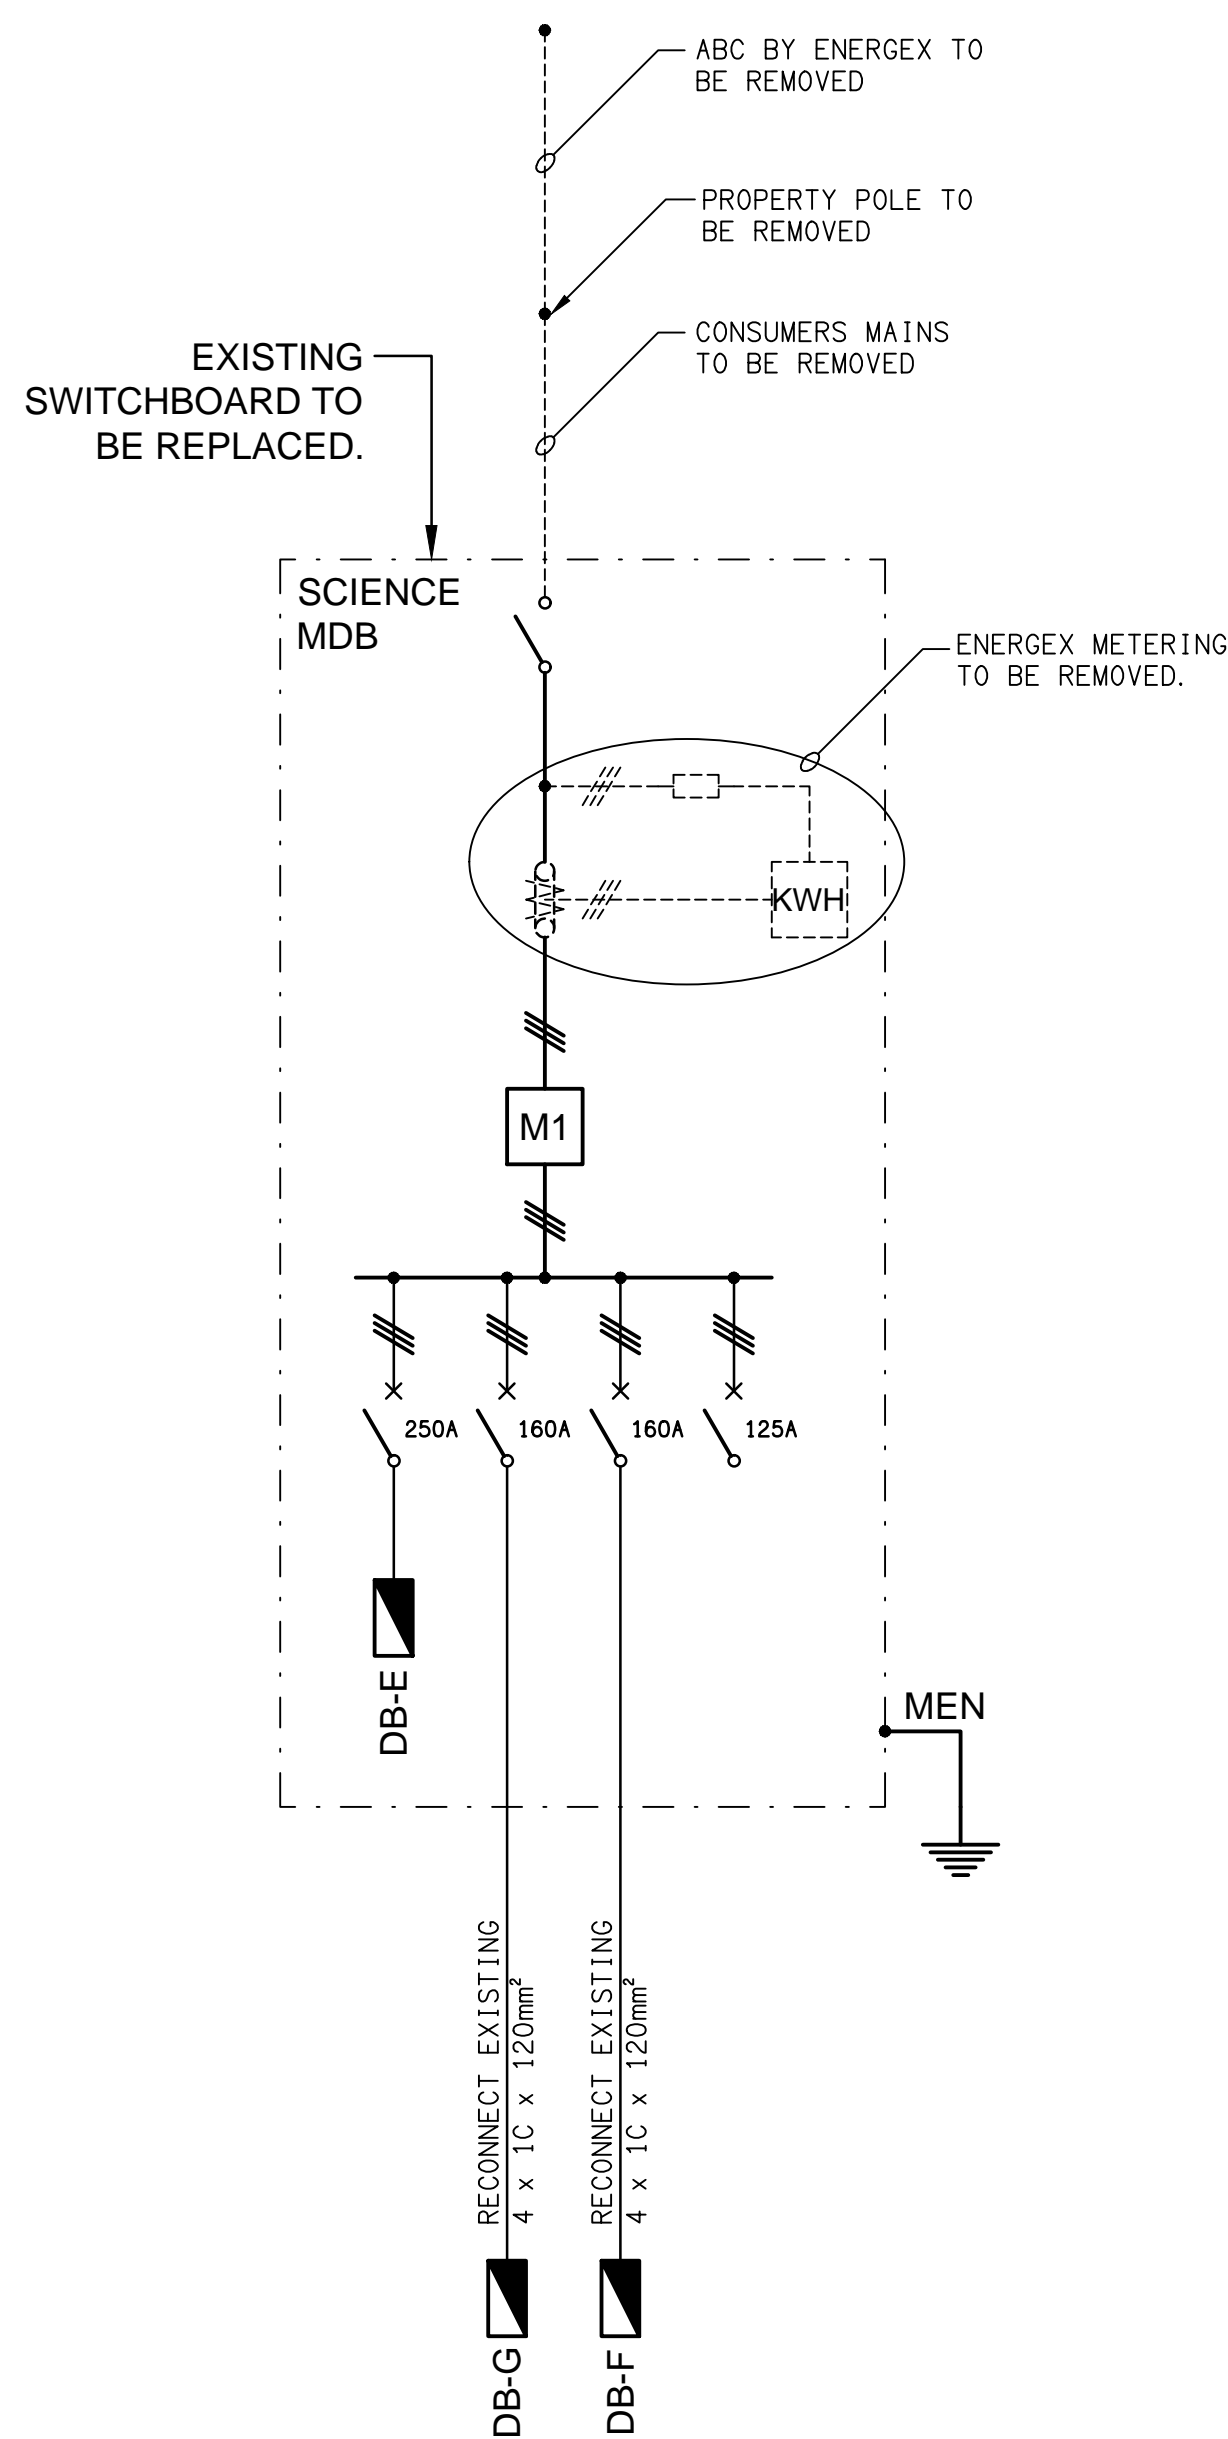 ABC BY ENERGEX TO
BE REMOVED
PROPERTY POLE TO
BE REMOVED
CONSUMERS MAINS
TO BE REMOVED
EXISTING
SWITCHBOARD TO
BE REPLACED.
SCIENCE
MDB
ENERGEX METERING
TO BE REMOVED.
KWH
M1
250A
160A
160A
125A
DB-E
MEN
RECONNECT EXISTING
4 x 1C x 120mm²
RECONNECT EXISTING
4 x 1C x 120mm²
DB-G
DB-F